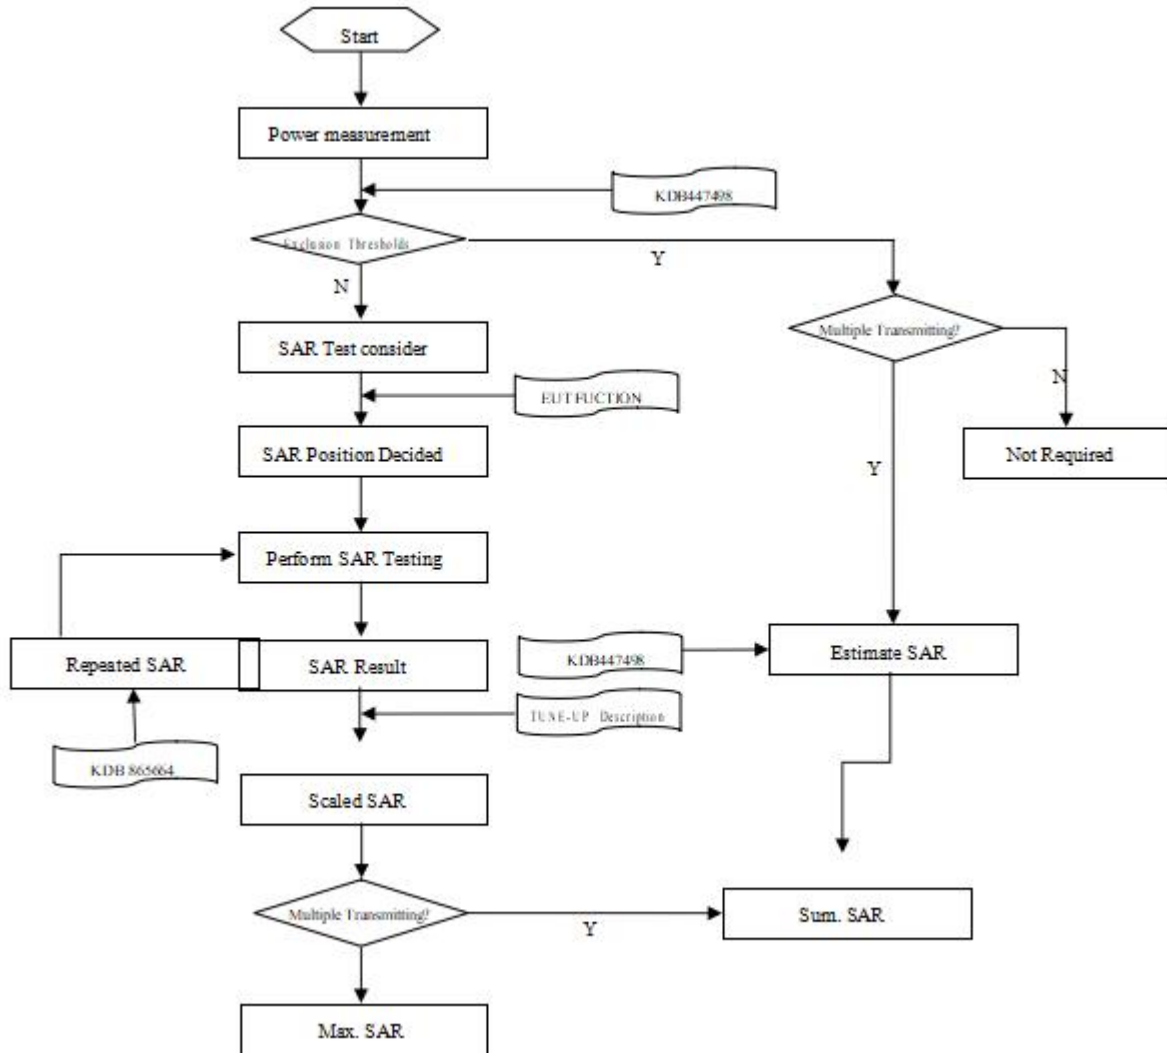 Start
Power measurement
KDB447498
Exclusion Thresholds
Y
N
Multiple Transmitting?
SAR Test consider
N
EUT FUCTION
SAR Position Decided
Not Required
Y
Perform SAR Testing
Repeated SAR
SAR Result
KDB447498
Estimate SAR
TUNE-UP Description
KDB 865664
Scaled SAR
Multiple Transmitting?
Y
Sum. SAR
Max. SAR